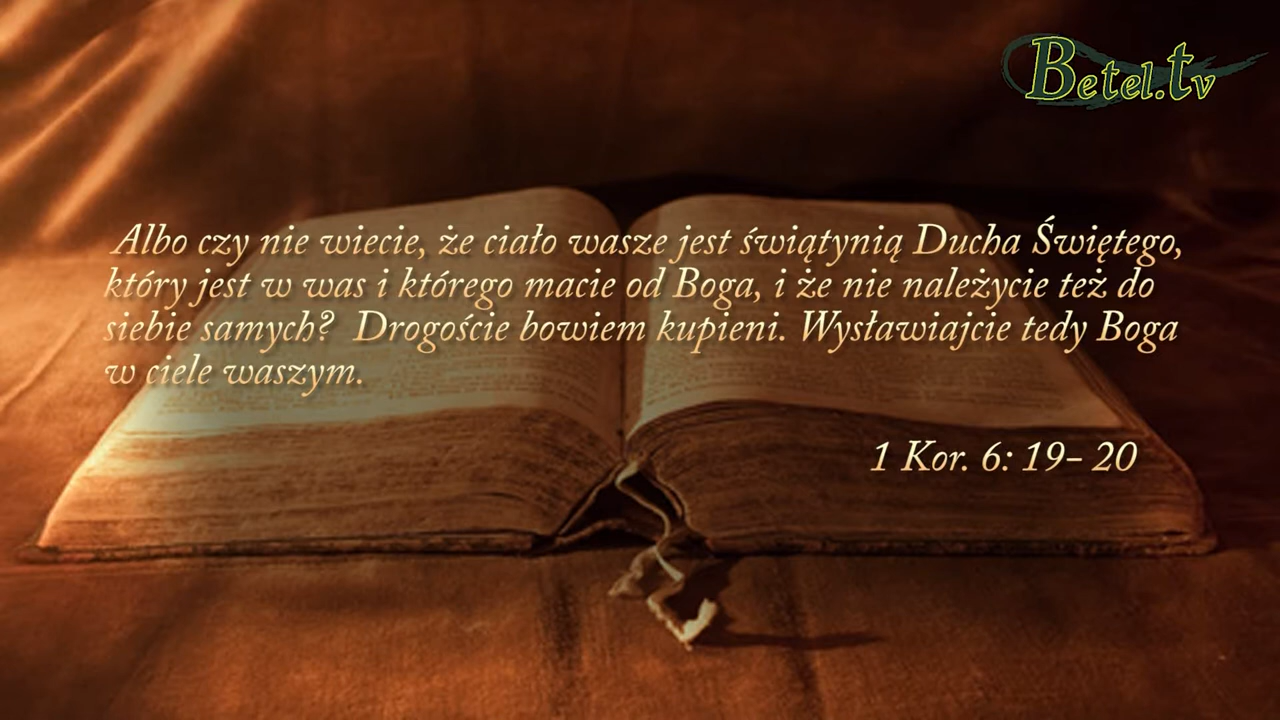 Betel.tv
Albo czy nie wiecie, że ciało wasze jest świątynią Ducha Świętego,
który jest w was i którego macie od Boga, i że nie należycie też do
siebie samych? Drogoście bowiem kupieni. Wysławiajcie tedy Boga
w ciele waszym.
1 Kor. 6: 19- 20